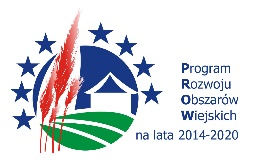 Program
Rozwoju
Obszarów
Wiejskich
na lata 2014-2020